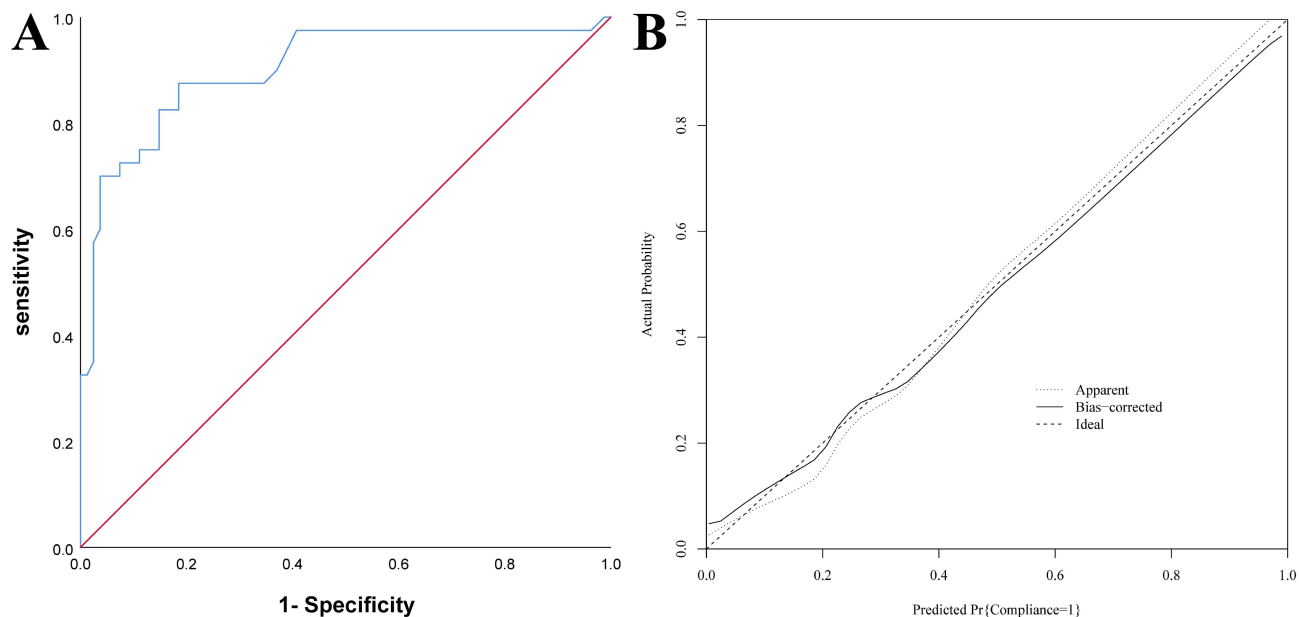 A
1.0
0.8
0.6
0.4
0.2
0.0
sensitivity
0.0 0.2 0.4 0.6 0.8 1.0
1- Specificity
B
1.0
0.8
0.6
0.4
0.2
0.0
Actual Probability
Apparent
Bias−corrected
Ideal
0.0 0.2 0.4 0.6 0.8 1.0
Predicted Pr{Compliance=1}